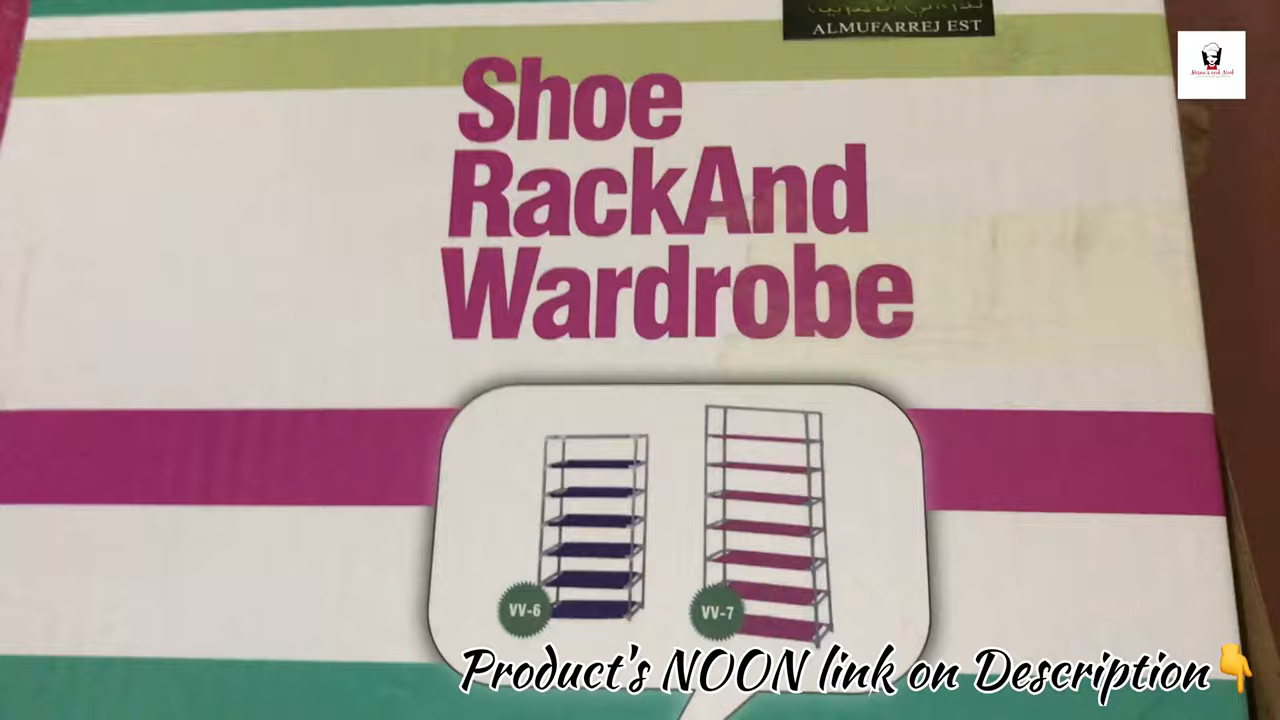 ALMUFARREJ EST
Shoe
RackAnd
Wardrobe
VV-6
VV-7
Product's NOON link on Description👇